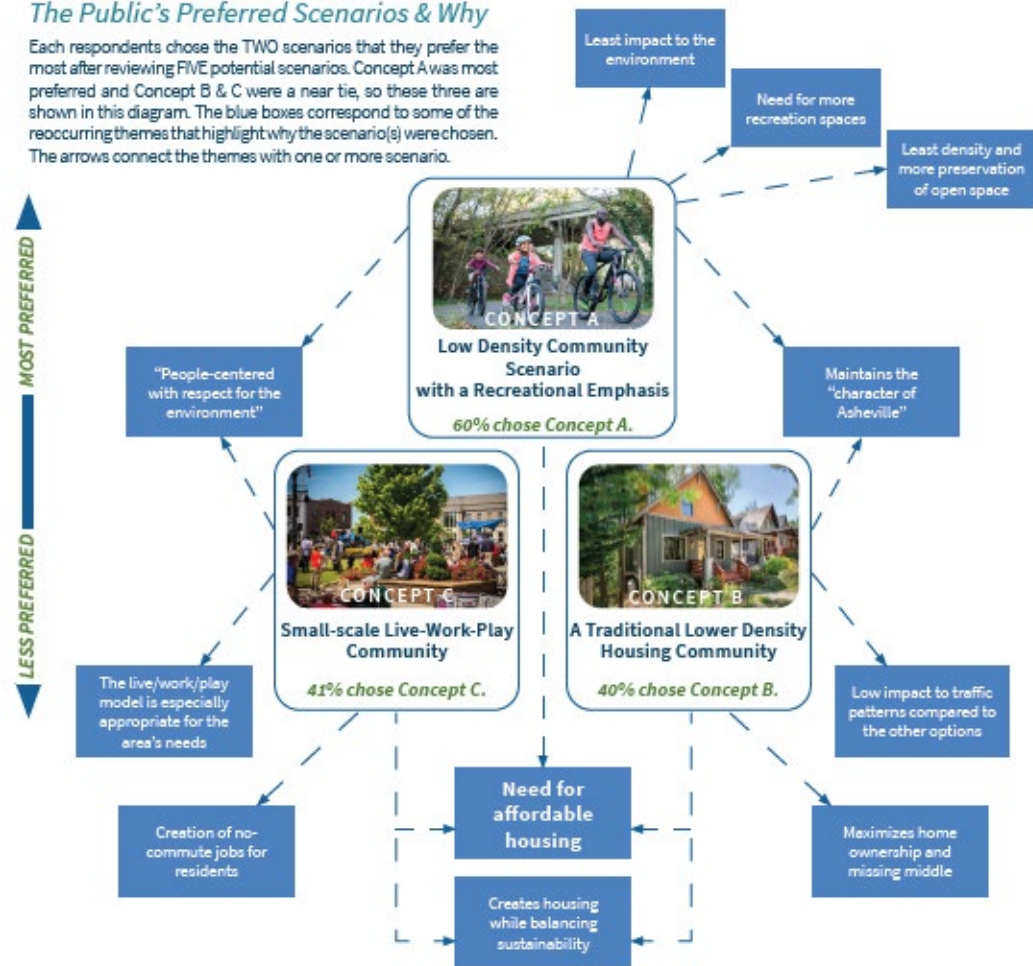 The Public's Preferred Scenarios & Why
Each respondents chose the TWO scenarios that they prefer the
most after reviewing FIVE potential scenarios. Concept A was most
preferred and Concept B & C were a near tie, so these three are
shown in this diagram. The blue boxes correspond to some of the
reoccurring themes that highlight why the scenario(s) were chosen.
The arrows connect the themes with one or more scenario.
Least impact to the
environment
Need for more
recreation spaces
Least density and
more preservation
of open space
MOST PREFERRED
LESS PREFERRED
CONCEPT A
Low Density Community
Scenario
with a Recreational Emphasis
60% chose Concept A.
"People-centered
with respect for the
environment"
Maintains the
"character of
Asheville"
CONCEPT C
Small-scale Live-Work-Play
Community
41% chose Concept C.
CONCEPT B
A Traditional Lower Density
Housing Community
40% chose Concept B.
The live/work/play
model is especially
appropriate for the
area's needs
Low impact to traffic
patterns compared to
the other options
Creation of no-
commute jobs for
residents
Need for
affordable
housing
Maximizes home
ownership and
missing middle
Creates housing
while balancing
sustainability